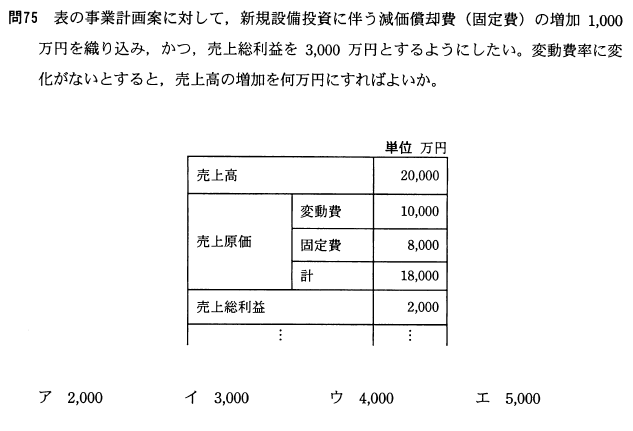 問75 表の事業計画案に対して，新規設備投資に伴う減価償却費（固定費）の増加 1,000
万円を織り込み，かつ，売上総利益を 3,000 万円とするようにしたい。変動費率に変
化がないとすると，売上高の増加を何万円にすればよいか。
単位 万円
売上高 20,000
売上原価 変動費 10,000
固定費 8,000
計 18,000
売上総利益 2,000
⋮ ⋮
ア 2,000 イ 3,000 ウ 4,000 エ 5,000